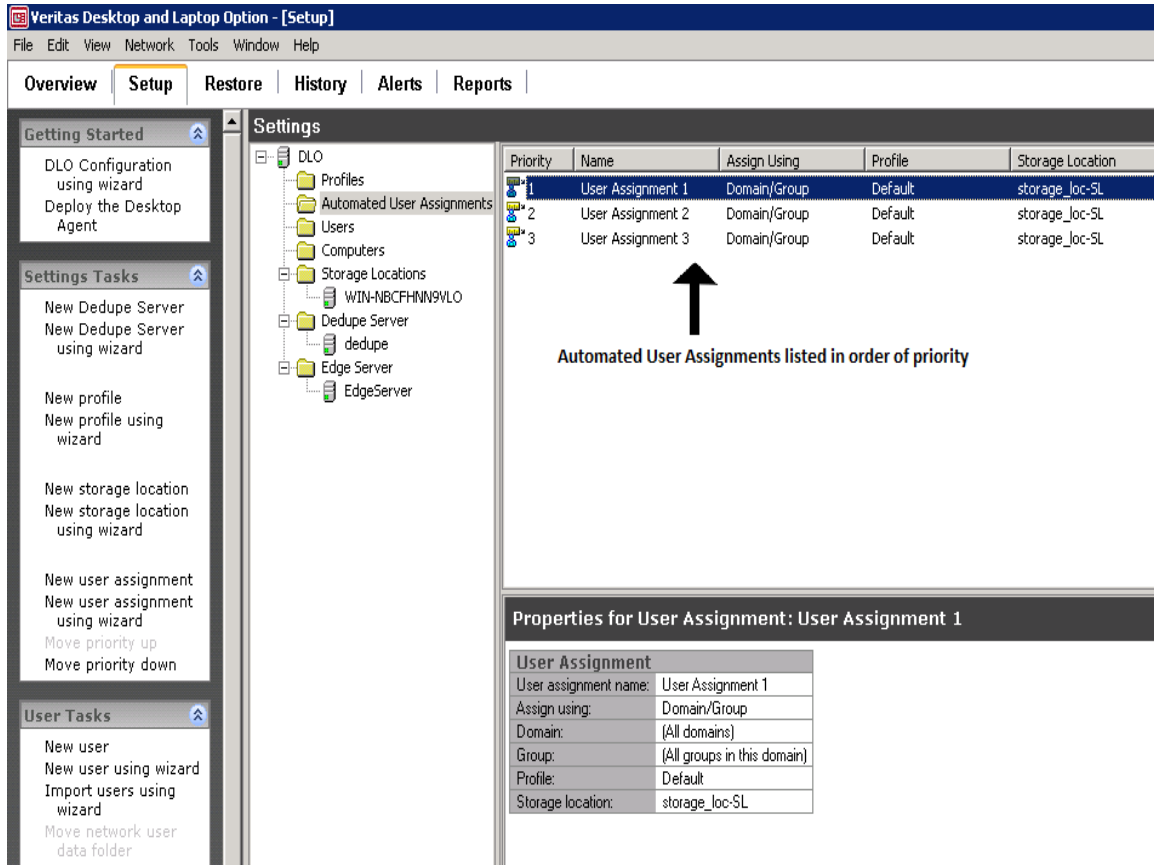 Veritas Desktop and Laptop Option - [Setup]
File Edit View Network Tools Window Help
Overview Setup Restore History Alerts Reports
Getting Started
DLO Configuration
using wizard
Deploy the Desktop
Agent
Settings Tasks
New Dedupe Server
New Dedupe Server
using wizard
New profile
New profile using
wizard
New storage location
New storage location
using wizard
New user assignment
New user assignment
using wizard
Move priority up
Move priority down
User Tasks
New user
New user using wizard
Import users using
wizard
Move network user
data folder
Settings
DLO
Profiles
Automated User Assignments
Users
Computers
Storage Locations
WIN-NBCFHNN9VLO
Dedupe Server
dedupe
Edge Server
EdgeServer
Priority Name Assign Using Profile Storage Location
1 User Assignment 1 Domain/Group Default storage_loc-SL
2 User Assignment 2 Domain/Group Default storage_loc-SL
3 User Assignment 3 Domain/Group Default storage_loc-SL
Automated User Assignments listed in order of priority
Properties for User Assignment: User Assignment 1
User Assignment
User assignment name: User Assignment 1
Assign using: Domain/Group
Domain: (All domains)
Group: (All groups in this domain)
Profile: Default
Storage location: storage_loc-SL